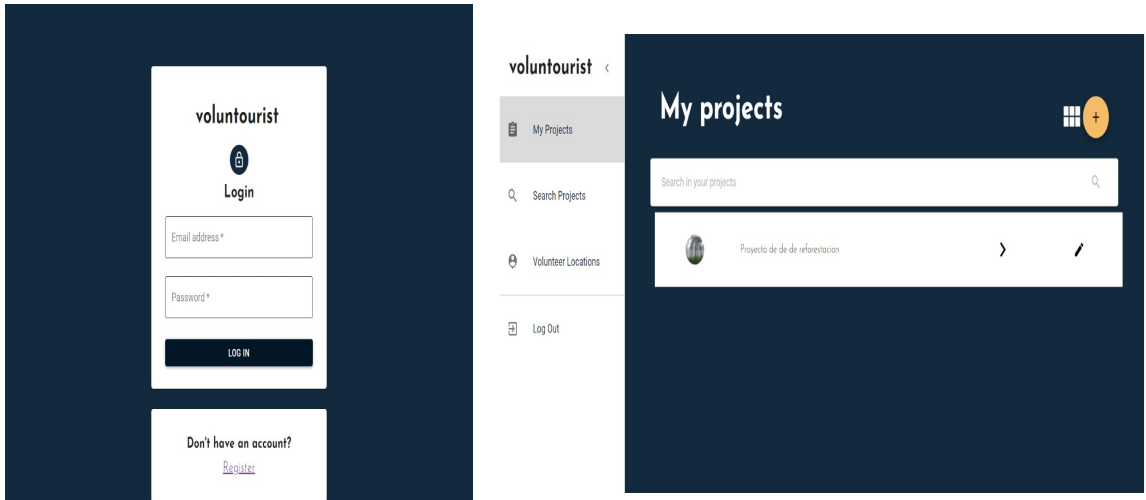 voluntourist
Login
Email address *
Password *
LOG IN
Don't have an account?
Register
voluntourist
My Projects
Search Projects
Volunteer Locations
Log Out
My projects
+
Search in your projects
Proyecto de de de reforestacion